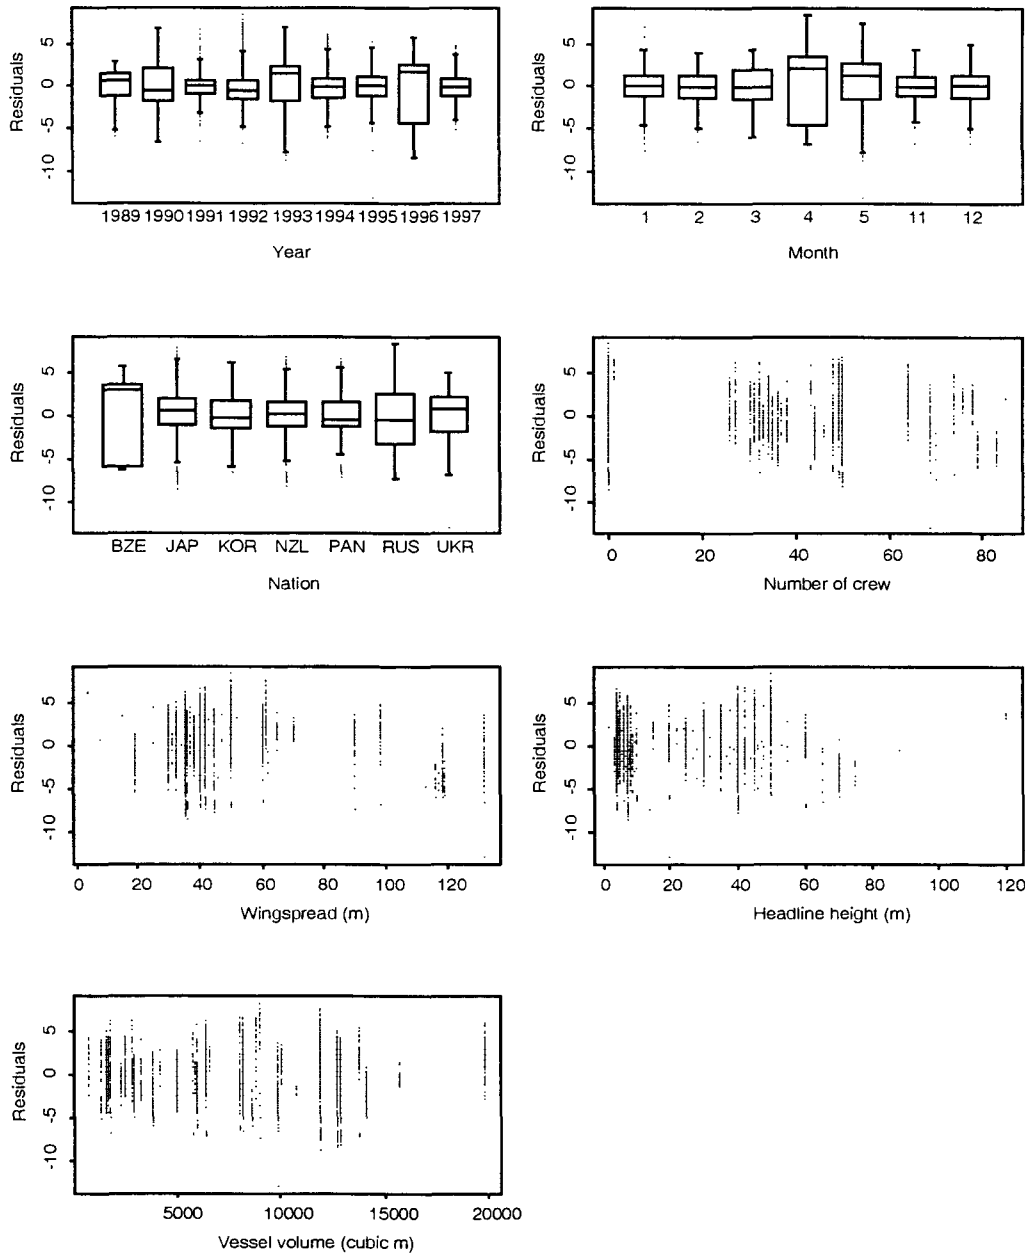 Residuals
5
0
-5
-10
1989 1990 1991 1992 1993 1994 1995 1996 1997
Year
Residuals
5
0
-5
-10
1 2 3 4 5 11 12
Month
Residuals
5
0
-5
-10
BZE JAP KOR NZL PAN RUS UKR
Nation
Residuals
5
0
-5
-10
0 20 40 60 80
Number of crew
Residuals
5
0
-5
-10
0 20 40 60 80 100 120
Wingspread (m)
Residuals
5
0
-5
-10
0 20 40 60 80 100 120
Headline height (m)
Residuals
5
0
-5
-10
5000 10000 15000 20000
Vessel volume (cubic m)